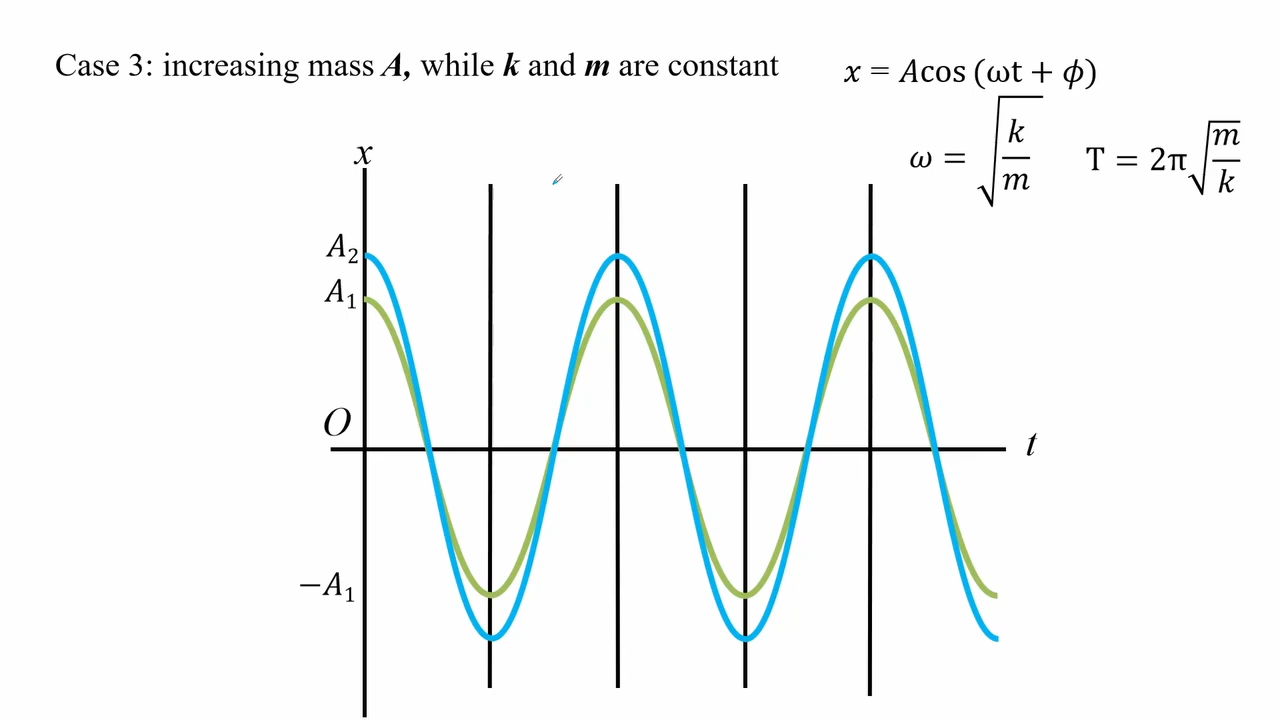 Case 3: increasing mass A, while k and m are constant
x = Acos (ωt + ϕ)
ω = √(k/m)
T = 2π√(m/k)
x
A₂
A₁
O
t
−A₁